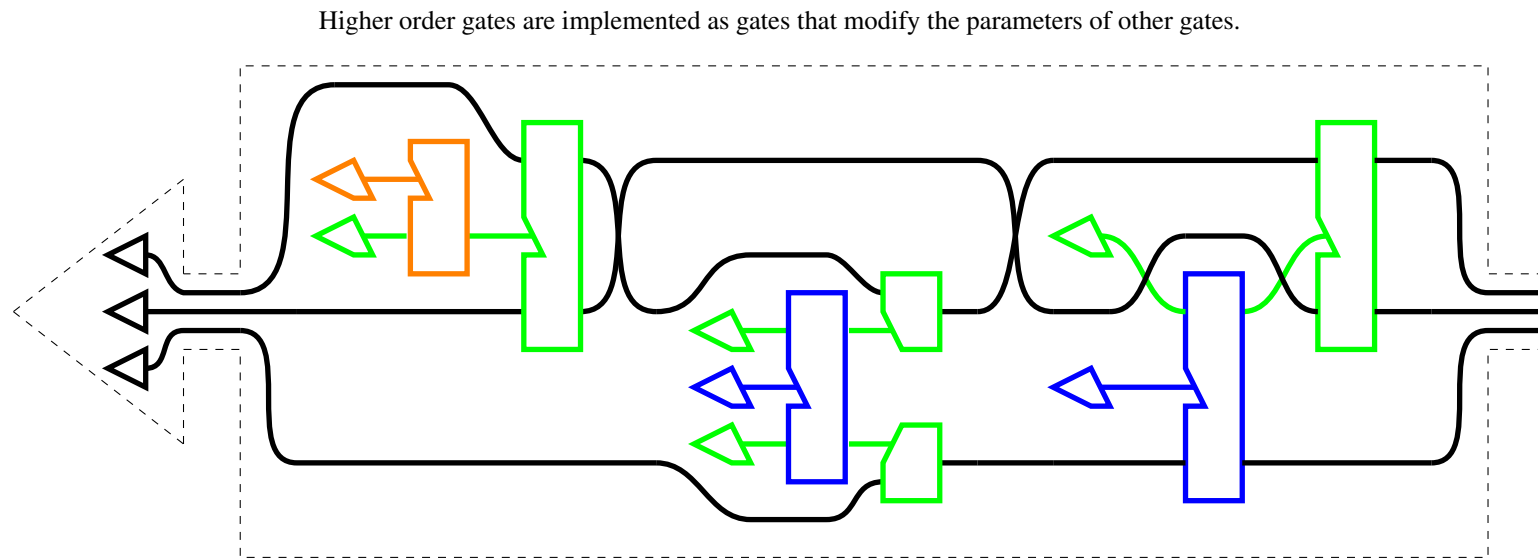 Higher order gates are implemented as gates that modify the parameters of other gates.